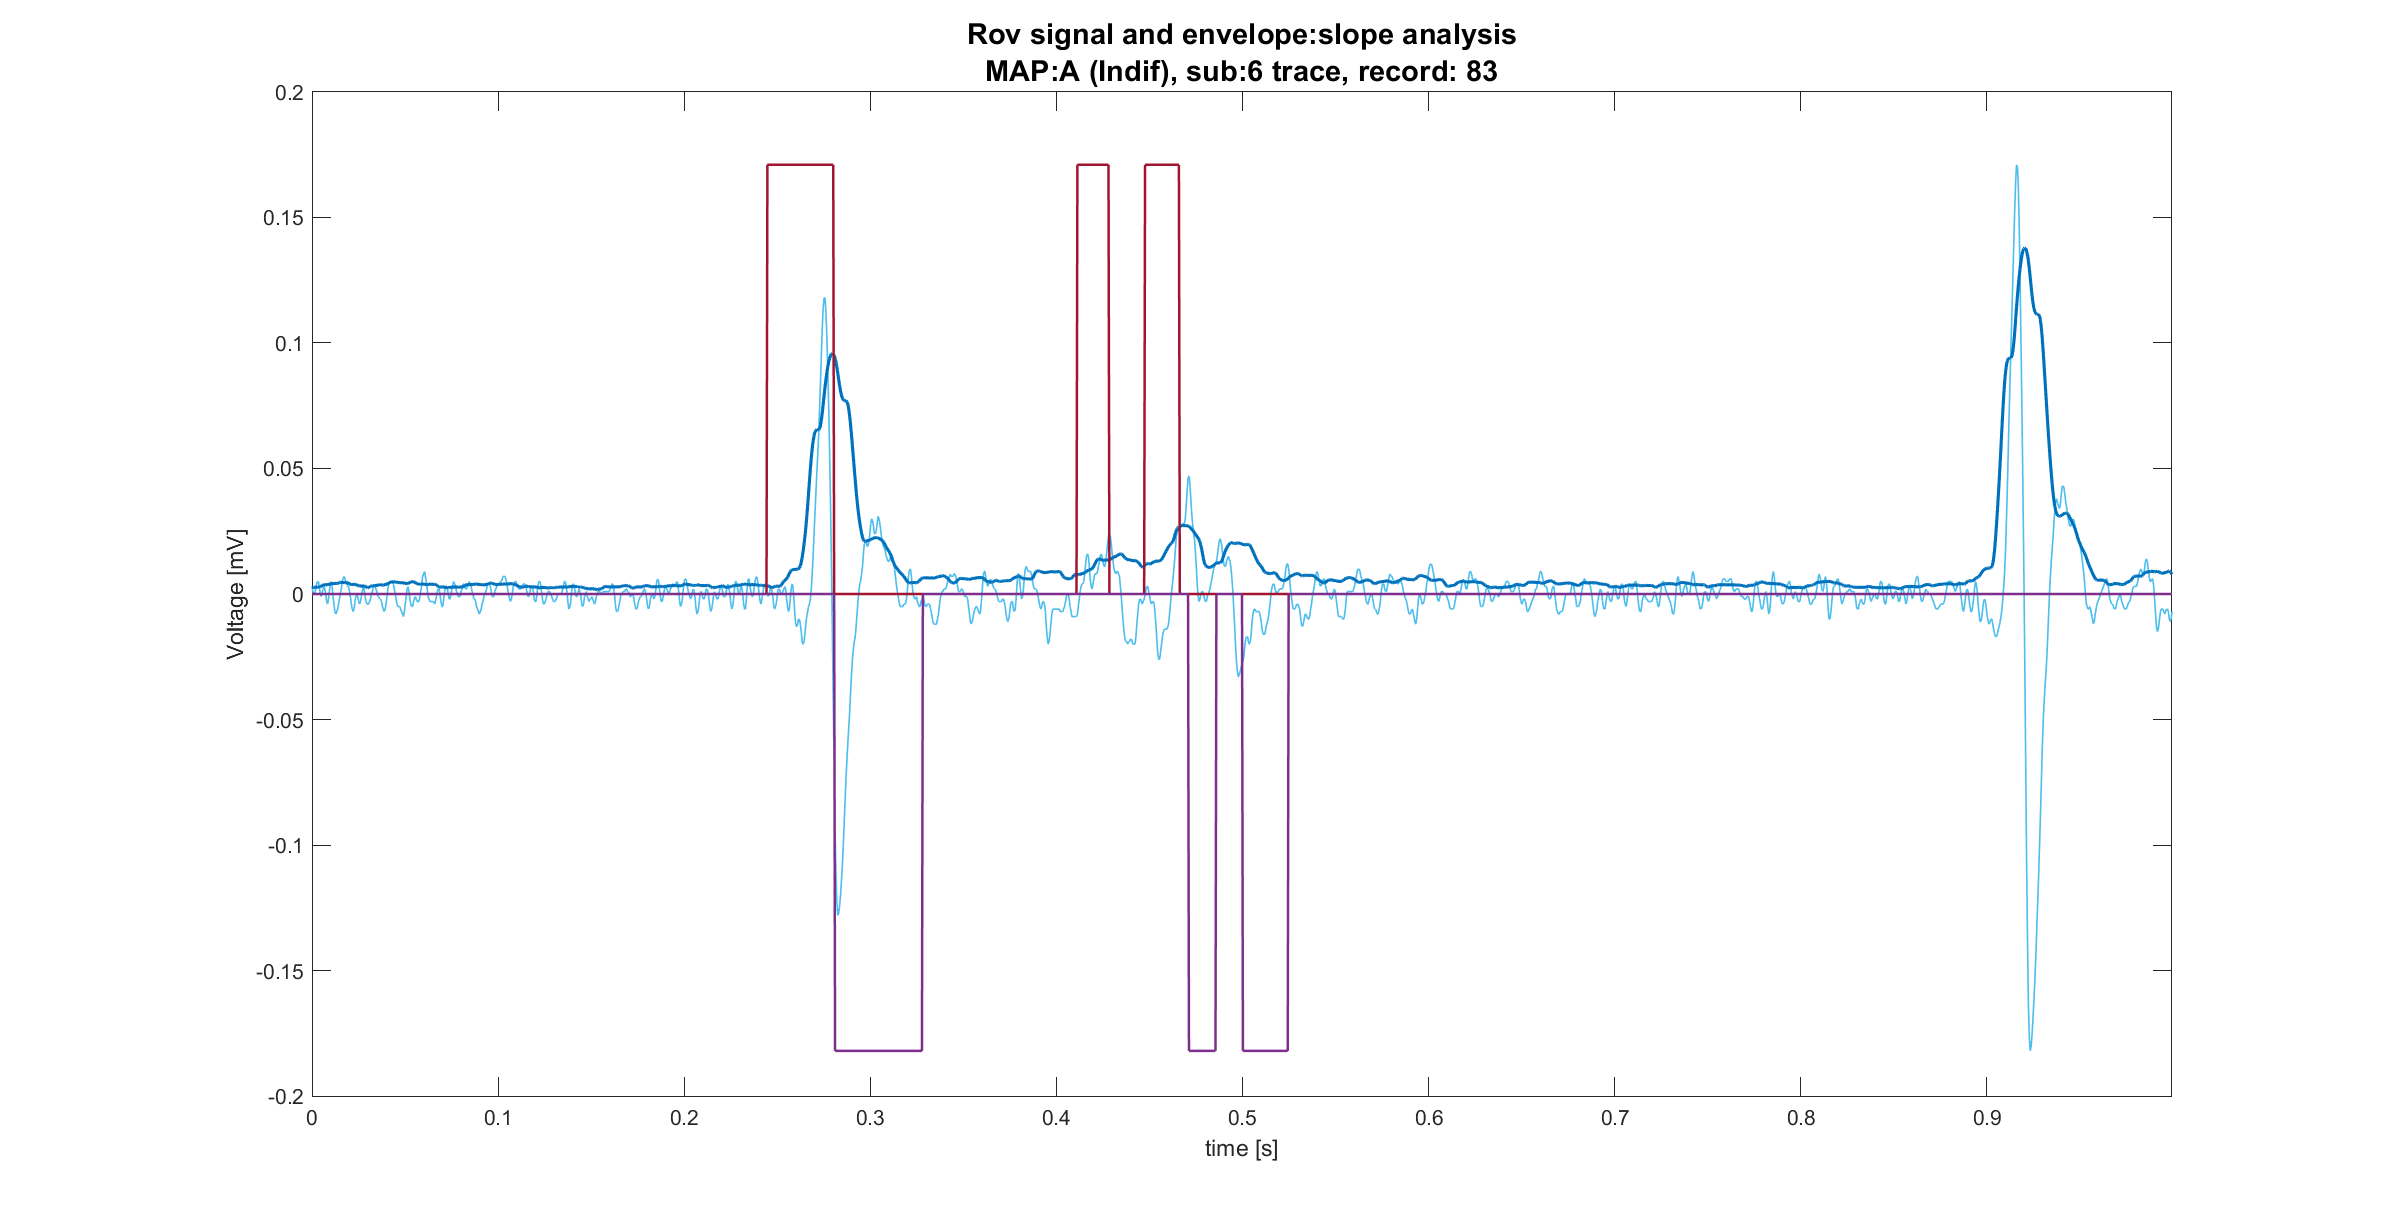 Rov signal and envelope:slope analysis
MAP:A (Indif), sub:6 trace, record: 83
0.2
0.15
0.1
0.05
0
-0.05
-0.1
-0.15
-0.2
Voltage [mV]
0 0.1 0.2 0.3 0.4 0.5 0.6 0.7 0.8 0.9
time [s]